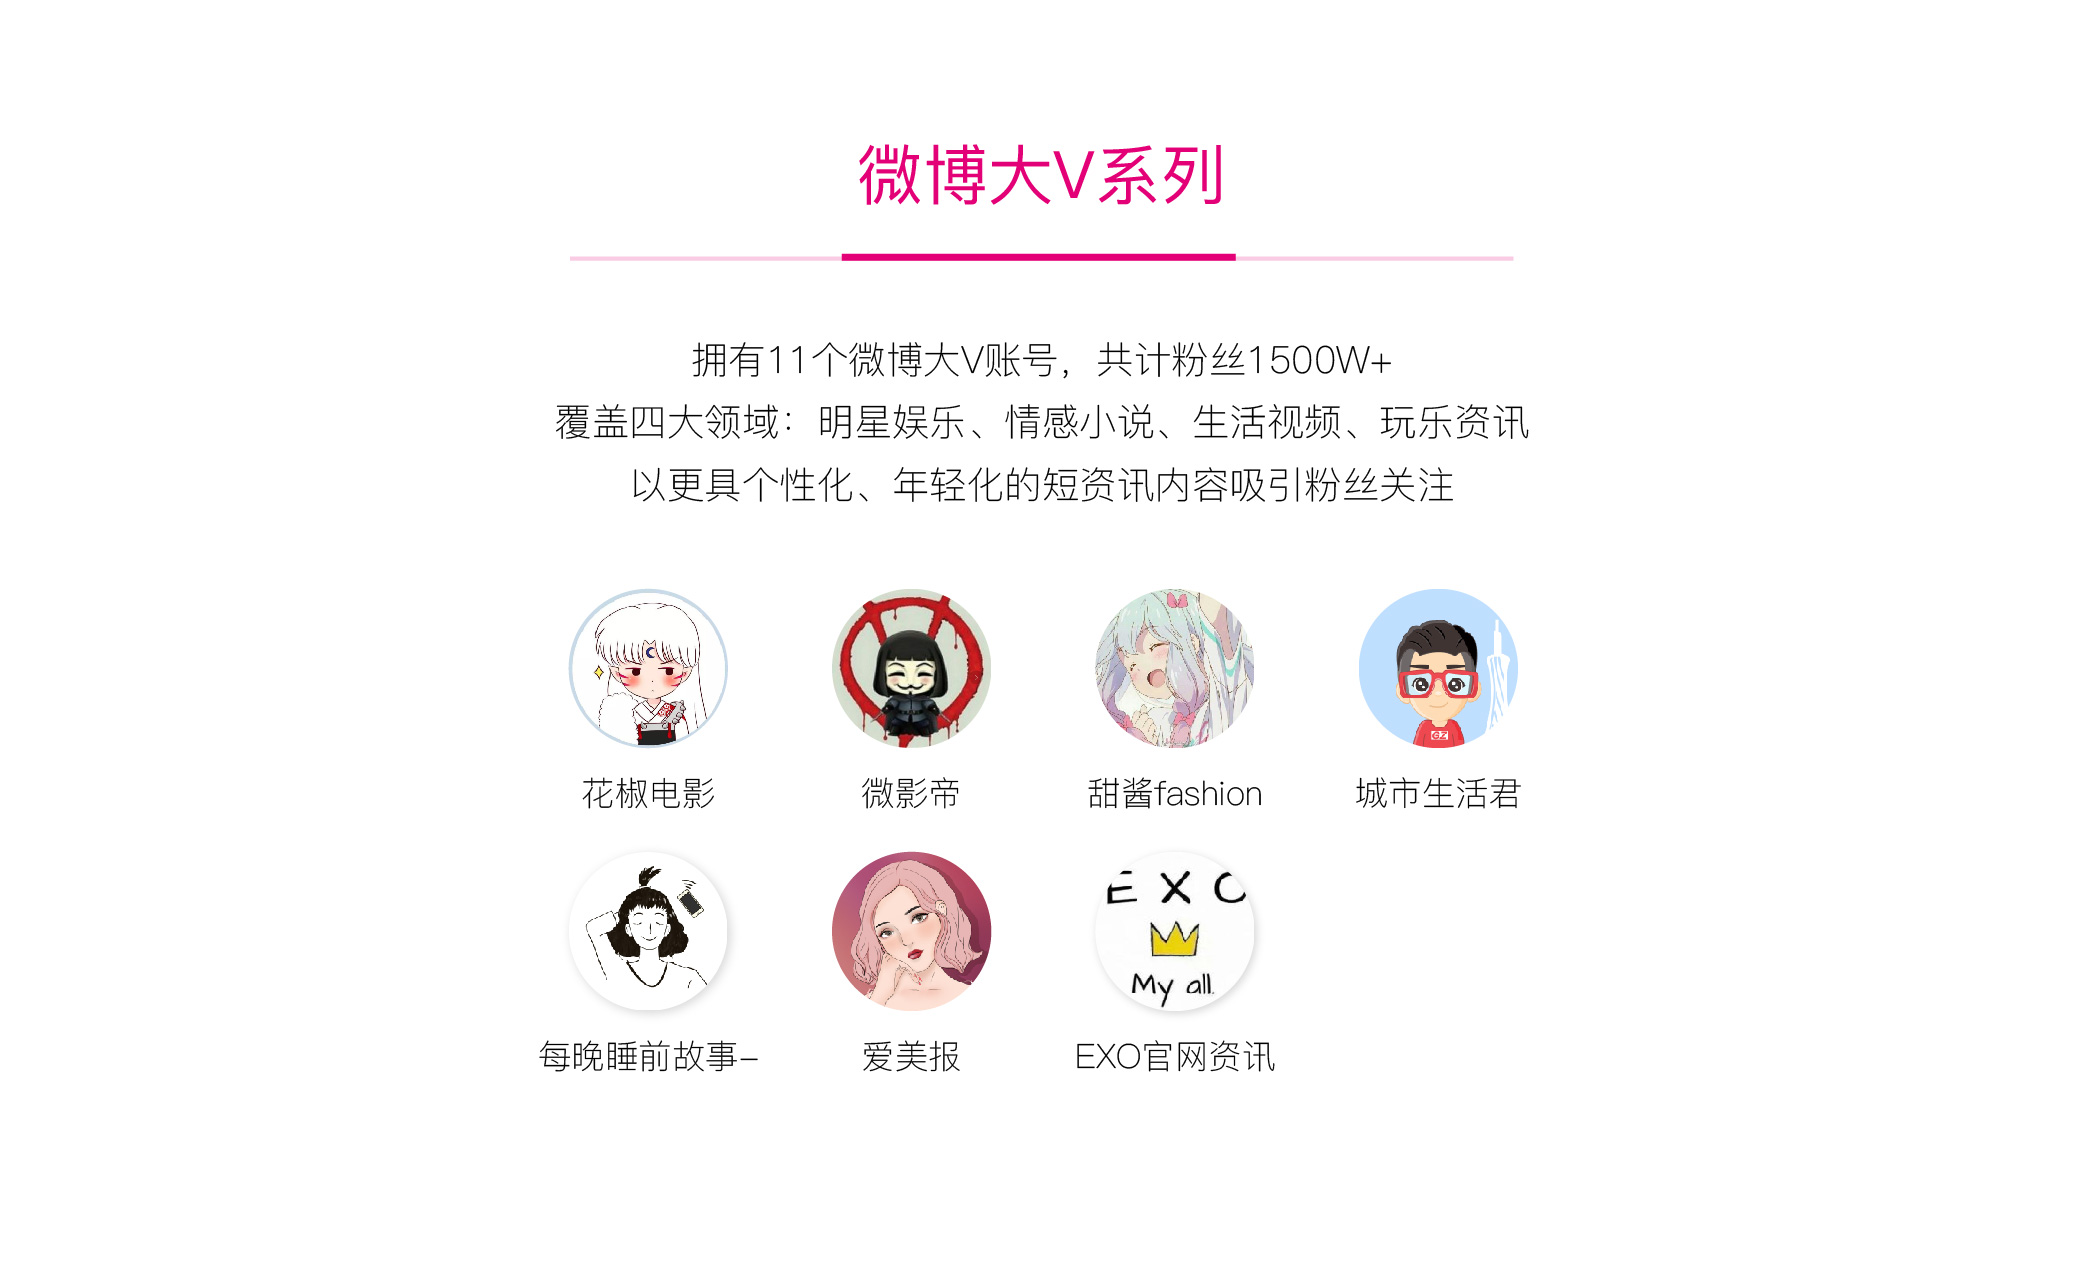 微博大V系列
拥有11个微博大V账号，共计粉丝1500W+
覆盖四大领域：明星娱乐、情感小说、生活视频、玩乐资讯
以更具个性化、年轻化的短资讯内容吸引粉丝关注
GZ
花椒电影
微影帝
甜酱fashion
城市生活君
EXO
My all.
每晚睡前故事-
爱美报
EXO官网资讯